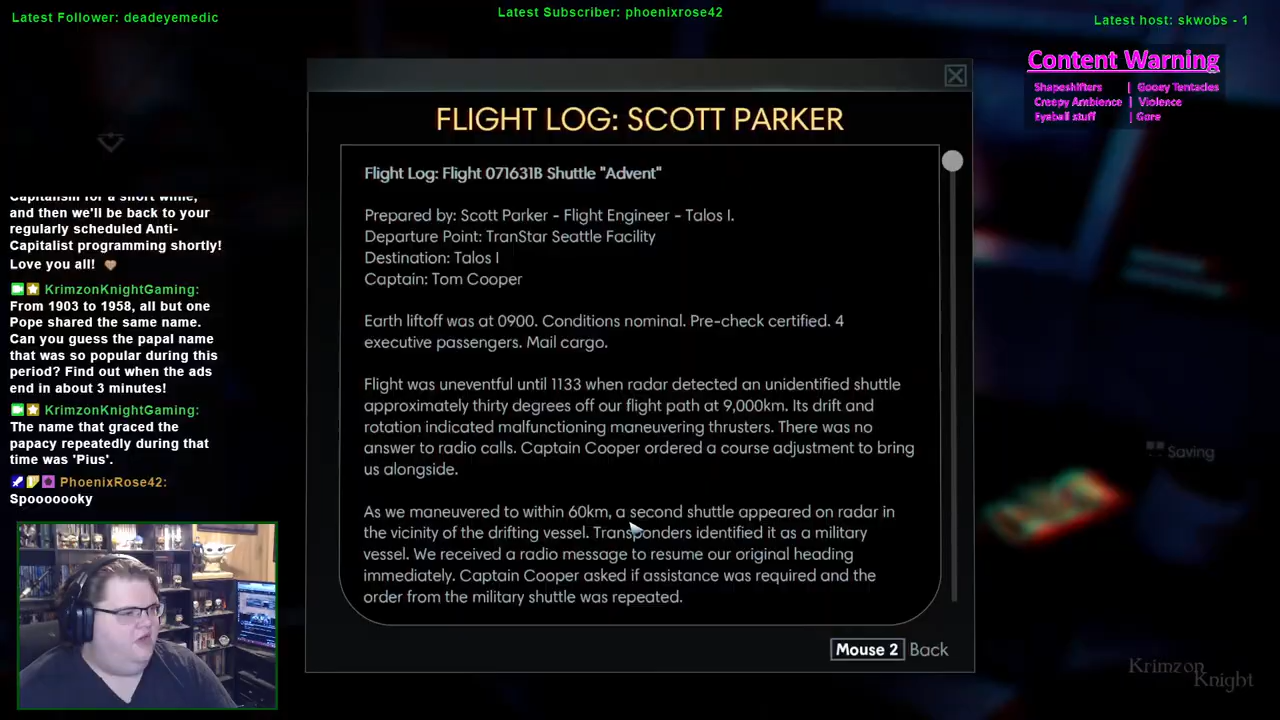 Latest Follower: deadeyemedic
Latest Subscriber: phoenixrose42
Latest host: skwobs - 1
Content Warning
Shapeshifters | Gooey Tentacles
Creepy Ambience | Violence
Eyeball stuff | Gore
FLIGHT LOG: SCOTT PARKER
Flight Log: Flight 071631B Shuttle "Advent"
Prepared by: Scott Parker - Flight Engineer - Talos I.
Departure Point: TranStar Seattle Facility
Destination: Talos I
Captain: Tom Cooper
Earth liftoff was at 0900. Conditions nominal. Pre-check certified. 4
executive passengers. Mail cargo.
Flight was uneventful until 1133 when radar detected an unidentified shuttle
approximately thirty degrees off our flight path at 9,000km. Its drift and
rotation indicated malfunctioning maneuvering thrusters. There was no
answer to radio calls. Captain Cooper ordered a course adjustment to bring
us alongside.
As we maneuvered to within 60km, a second shuttle appeared on radar in
the vicinity of the drifting vessel. Transponders identified it as a military
vessel. We received a radio message to resume our original heading
immediately. Captain Cooper asked if assistance was required and the
order from the military shuttle was repeated.
Mouse 2 Back
Capitalism for a short while,
and then we'll be back to your
regularly scheduled Anti-
Capitalist programming shortly!
Love you all!
KrimzonKnightGaming:
From 1903 to 1958, all but one
Pope shared the same name.
Can you guess the papal name
that was so popular during this
period? Find out when the ads
end in about 3 minutes!
KrimzonKnightGaming:
The name that graced the
papacy repeatedly during that
time was 'Pius'.
PhoenixRose42:
Spooooooky
Saving
Krimzon
Knight